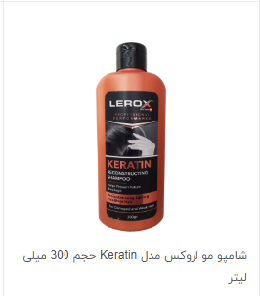 LEROX
PROFESSIONAL
PERFORMANCE
KERATIN
RECONSTRUCTING
SHAMPOO
شامپو مو لروکس مدل Keratin حجم 300 میلی
لیتر